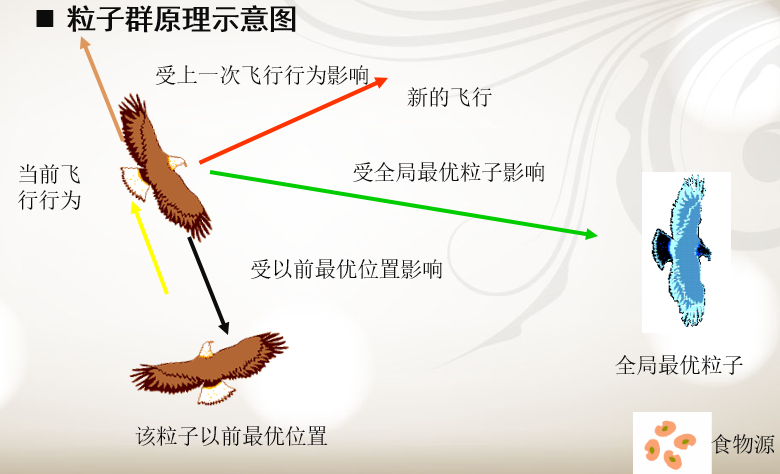 ■ 粒子群原理示意图
受上一次飞行行为影响
新的飞行
当前飞
行行为
受全局最优粒子影响
受以前最优位置影响
全局最优粒子
该粒子以前最优位置
食物源